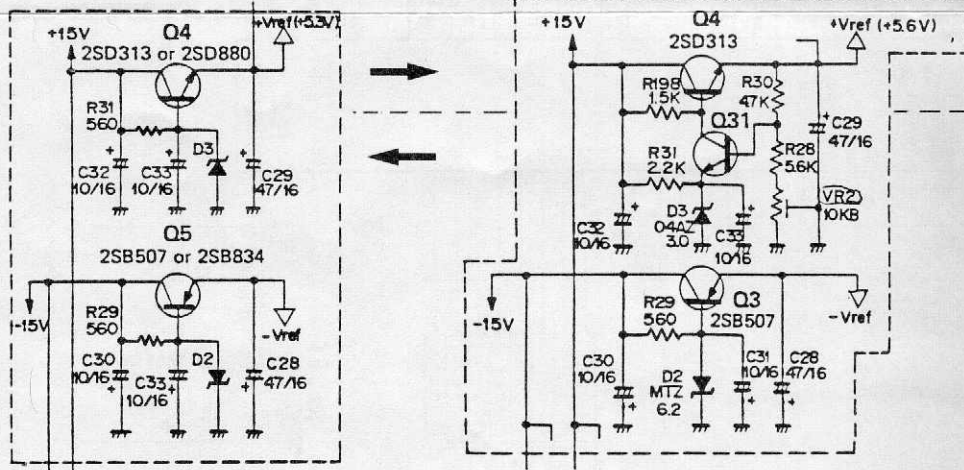 +15V
Q4
+Vref (+5.3V)
2SD313 or 2SD880
R31
560
D3
C32
10/16
C33
10/16
C29
47/16
Q5
2SB507 or 2SB834
-15V
-Vref
R29
560
C30
10/16
C33
10/16
D2
C28
47/16
+15V
Q4
+Vref (+5.6V)
2SD313
R198
1.5K
R30
47K
Q31
C29
47/16
R31
2.2K
R28
5.6K
VR2
10KB
C32
10/16
D3
04AZ
3.0
C33
10/16
-15V
Q3
2SB507
-Vref
R29
560
C30
10/16
D2
MTZ
6.2
C31
10/16
C28
47/16